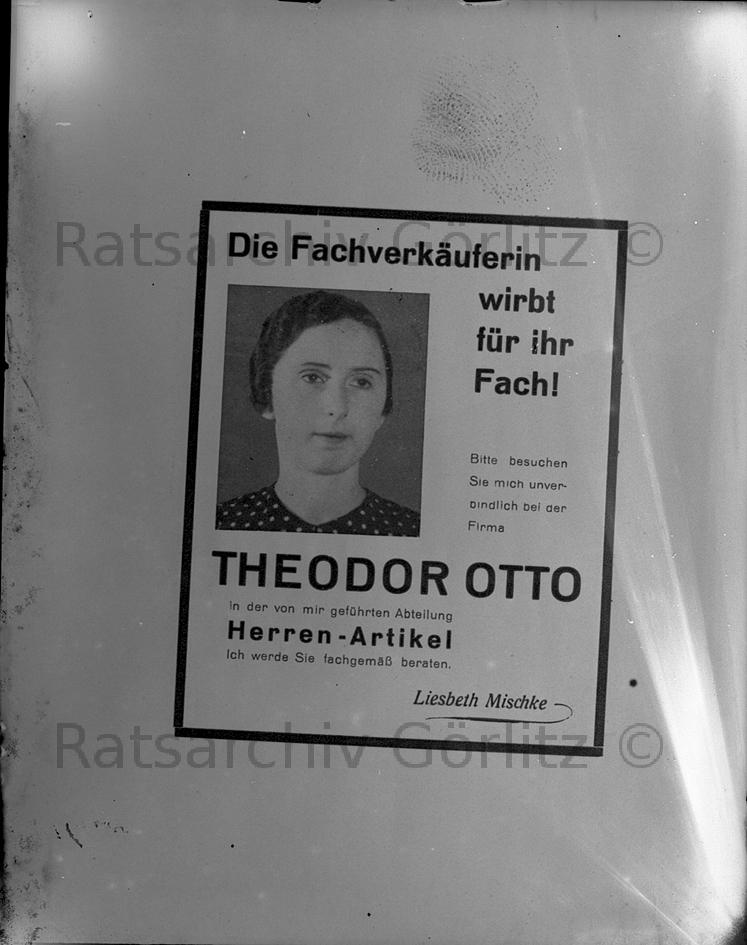 Ratsarchiv Görlitz ©
Die Fachverkäuferin
wirbt
für ihr
Fach!
Bitte besuchen
Sie mich unver-
bindlich bei der
Firma
THEODOR OTTO
In der von mir geführten Abteilung
Herren-Artikel
Ich werde Sie fachgemäß beraten.
Liesbeth Mischke
Ratsarchiv Görlitz ©